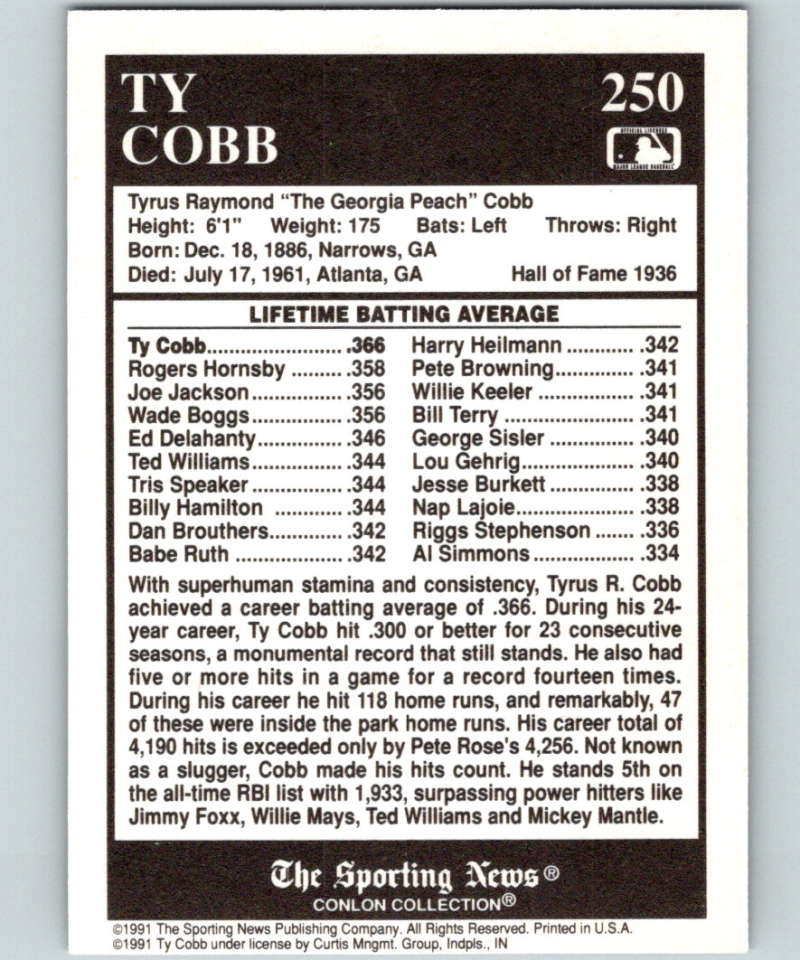 TY
COBB
250
OFFICIAL LICENSEE
MAJOR LEAGUE BASEBALL
Tyrus Raymond "The Georgia Peach" Cobb
Height: 6'1" Weight: 175 Bats: Left Throws: Right
Born: Dec. 18, 1886, Narrows, GA
Died: July 17, 1961, Atlanta, GA Hall of Fame 1936
LIFETIME BATTING AVERAGE
Ty Cobb........................ .366
Rogers Hornsby ......... .358
Joe Jackson................ .356
Wade Boggs................ .356
Ed Delahanty............... .346
Ted Williams................ .344
Tris Speaker ................ .344
Billy Hamilton ............ .344
Dan Brouthers............. .342
Babe Ruth ................... .342
Harry Heilmann ............ .342
Pete Browning.............. .341
Willie Keeler ................. .341
Bill Terry ....................... .341
George Sisler ............... .340
Lou Gehrig.................... .340
Jesse Burkett ............... .338
Nap Lajoie..................... .338
Riggs Stephenson ....... .336
Al Simmons .................. .334
With superhuman stamina and consistency, Tyrus R. Cobb
achieved a career batting average of .366. During his 24-
year career, Ty Cobb hit .300 or better for 23 consecutive
seasons, a monumental record that still stands. He also had
five or more hits in a game for a record fourteen times.
During his career he hit 118 home runs, and remarkably, 47
of these were inside the park home runs. His career total of
4,190 hits is exceeded only by Pete Rose's 4,256. Not known
as a slugger, Cobb made his hits count. He stands 5th on
the all-time RBI list with 1,933, surpassing power hitters like
Jimmy Foxx, Willie Mays, Ted Williams and Mickey Mantle.
The Sporting News®
CONLON COLLECTION®
©1991 The Sporting News Publishing Company. All Rights Reserved. Printed in U.S.A.
©1991 Ty Cobb under license by Curtis Mngmt. Group, Indpls., IN